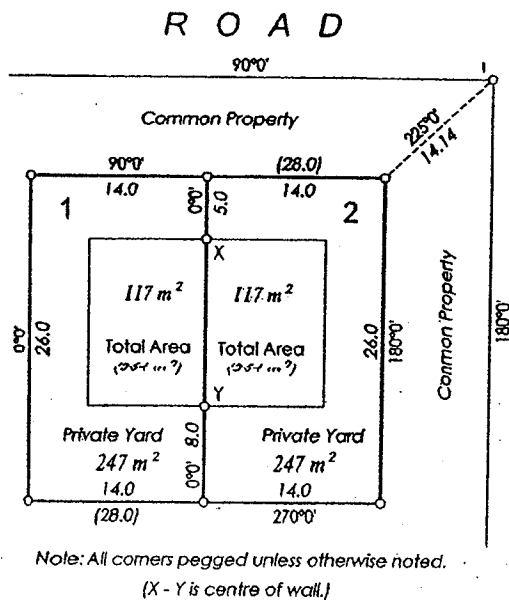 ROAD
90°0'
1
Common Property
225°0'
14.14
90°0'
(28.0)
14.0
0°0'
5.0
14.0
1
2
X
117 m²
117 m²
Common Property
0°0'
26.0
26.0
180°0'
180°0'
Total Area
Total Area
Y
Private Yard
0°0'
8.0
Private Yard
247 m²
247 m²
14.0
14.0
(28.0)
270°0'
Note: All corners pegged unless otherwise noted.
(X - Y is centre of wall.)